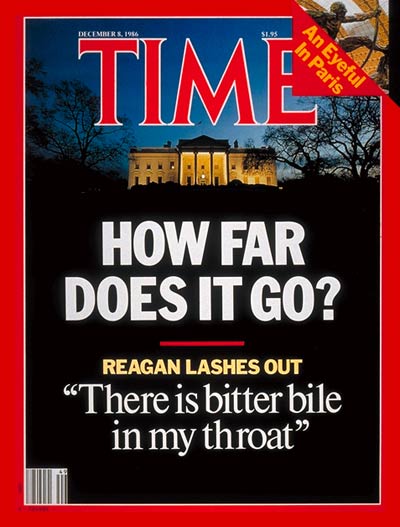 DECEMBER 8, 1986 $1.95
TIME
An Eyeful
In Paris
HOW FAR
DOES IT GO?
REAGAN LASHES OUT
“There is bitter bile
in my throat”
49